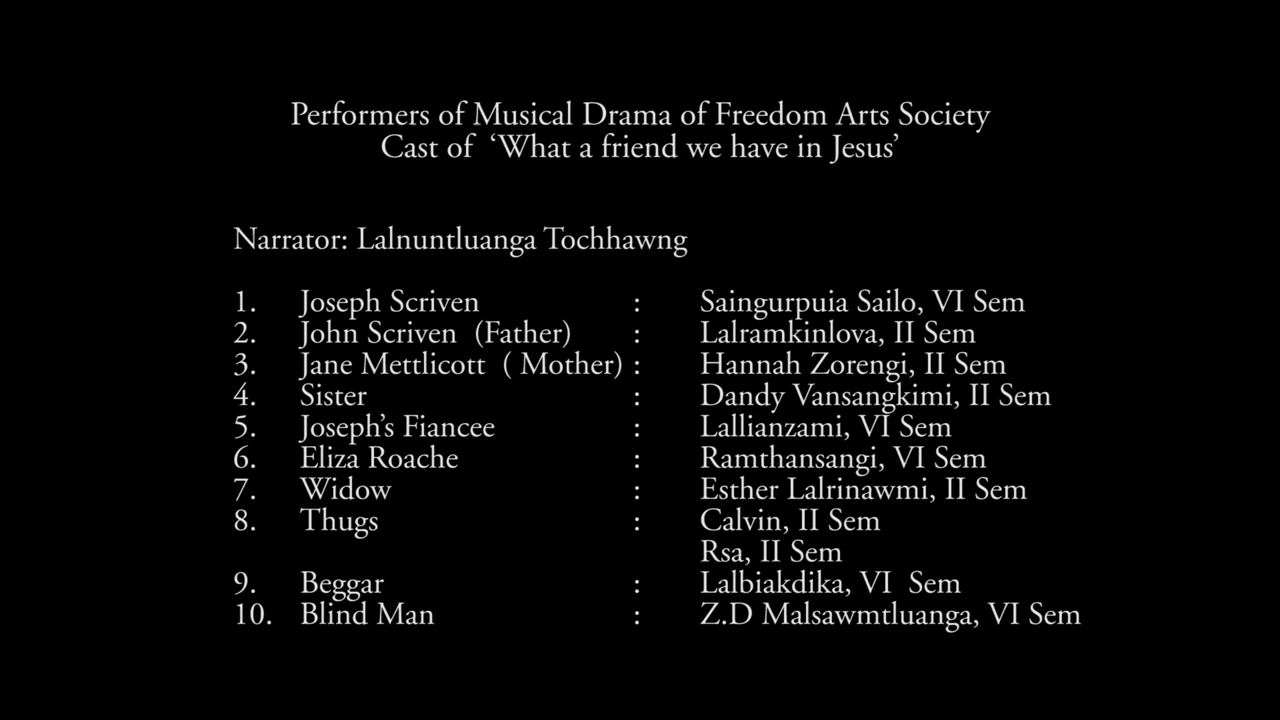 Performers of Musical Drama of Freedom Arts Society
Cast of ‘What a friend we have in Jesus’
Narrator: Lalnuntluanga Tochhawng
1. Joseph Scriven : Saingurpuia Sailo, VI Sem
2. John Scriven (Father) : Lalramkinlova, II Sem
3. Jane Mettlicott ( Mother) : Hannah Zorengi, II Sem
4. Sister : Dandy Vansangkimi, II Sem
5. Joseph’s Fiancee : Lallianzami, VI Sem
6. Eliza Roache : Ramthansangi, VI Sem
7. Widow : Esther Lalrinawmi, II Sem
8. Thugs : Calvin, II Sem
Rsa, II Sem
9. Beggar : Lalbiakdika, VI Sem
10. Blind Man : Z.D Malsawmtluanga, VI Sem